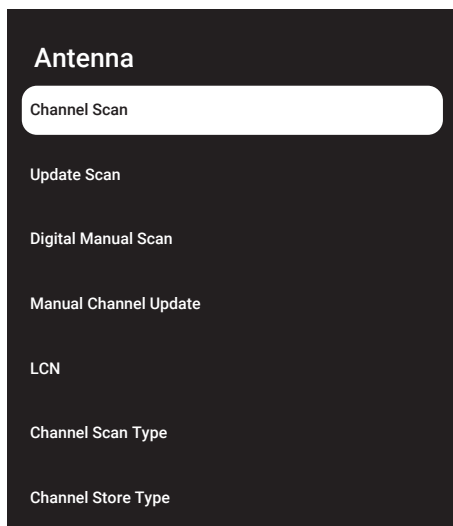 Antenna
Channel Scan
Update Scan
Digital Manual Scan
Manual Channel Update
LCN
Channel Scan Type
Channel Store Type